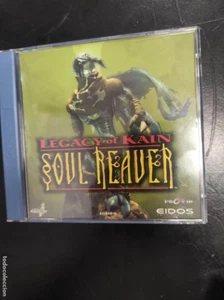 LEGACY of KAIN
SOUL REAVER
EIDOS
todocoleccion